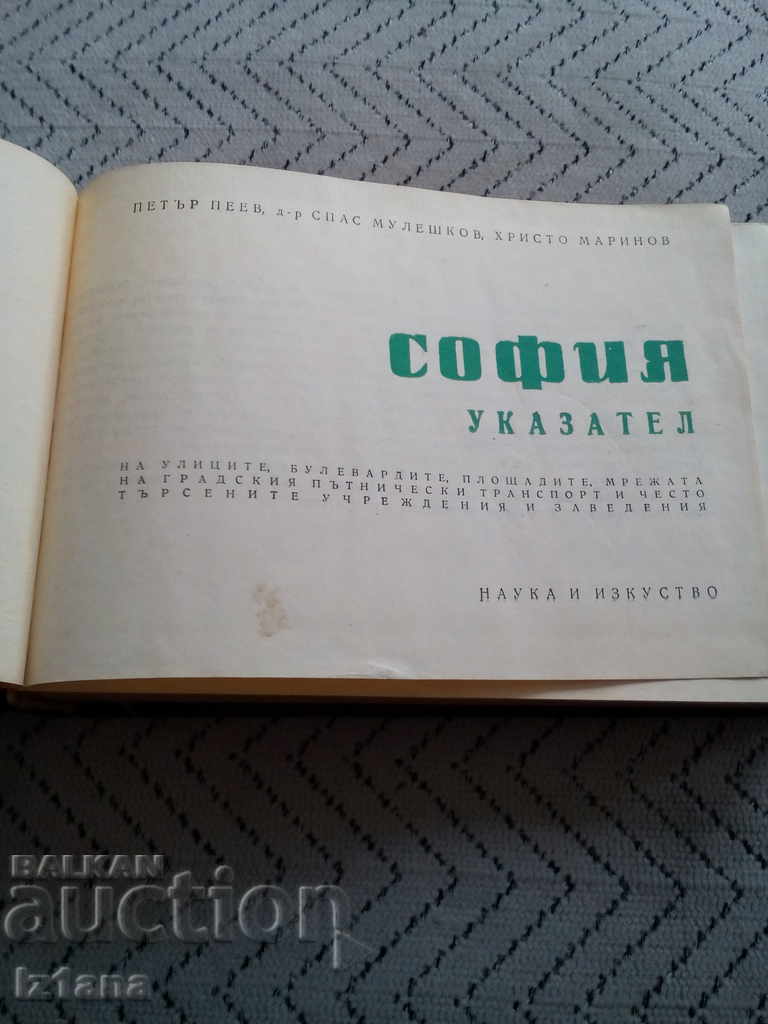 ПЕТЪР ПЕЕВ, д-р СПАС МУЛЕШКОВ, ХРИСТО МАРИНОВ
СОФИЯ
УКАЗАТЕЛ
НА УЛИЦИТЕ, БУЛЕВАРДИТЕ, ПЛОЩАДИТЕ, МРЕЖАТА
НА ГРАДСКИЯ ПЪТНИЧЕСКИ ТРАНСПОРТ И ЧЕСТО
ТЪРСЕНИТЕ УЧРЕЖДЕНИЯ И ЗАВЕДЕНИЯ
НАУКА И ИЗКУСТВО
BALKAN
auction
Iz1ana